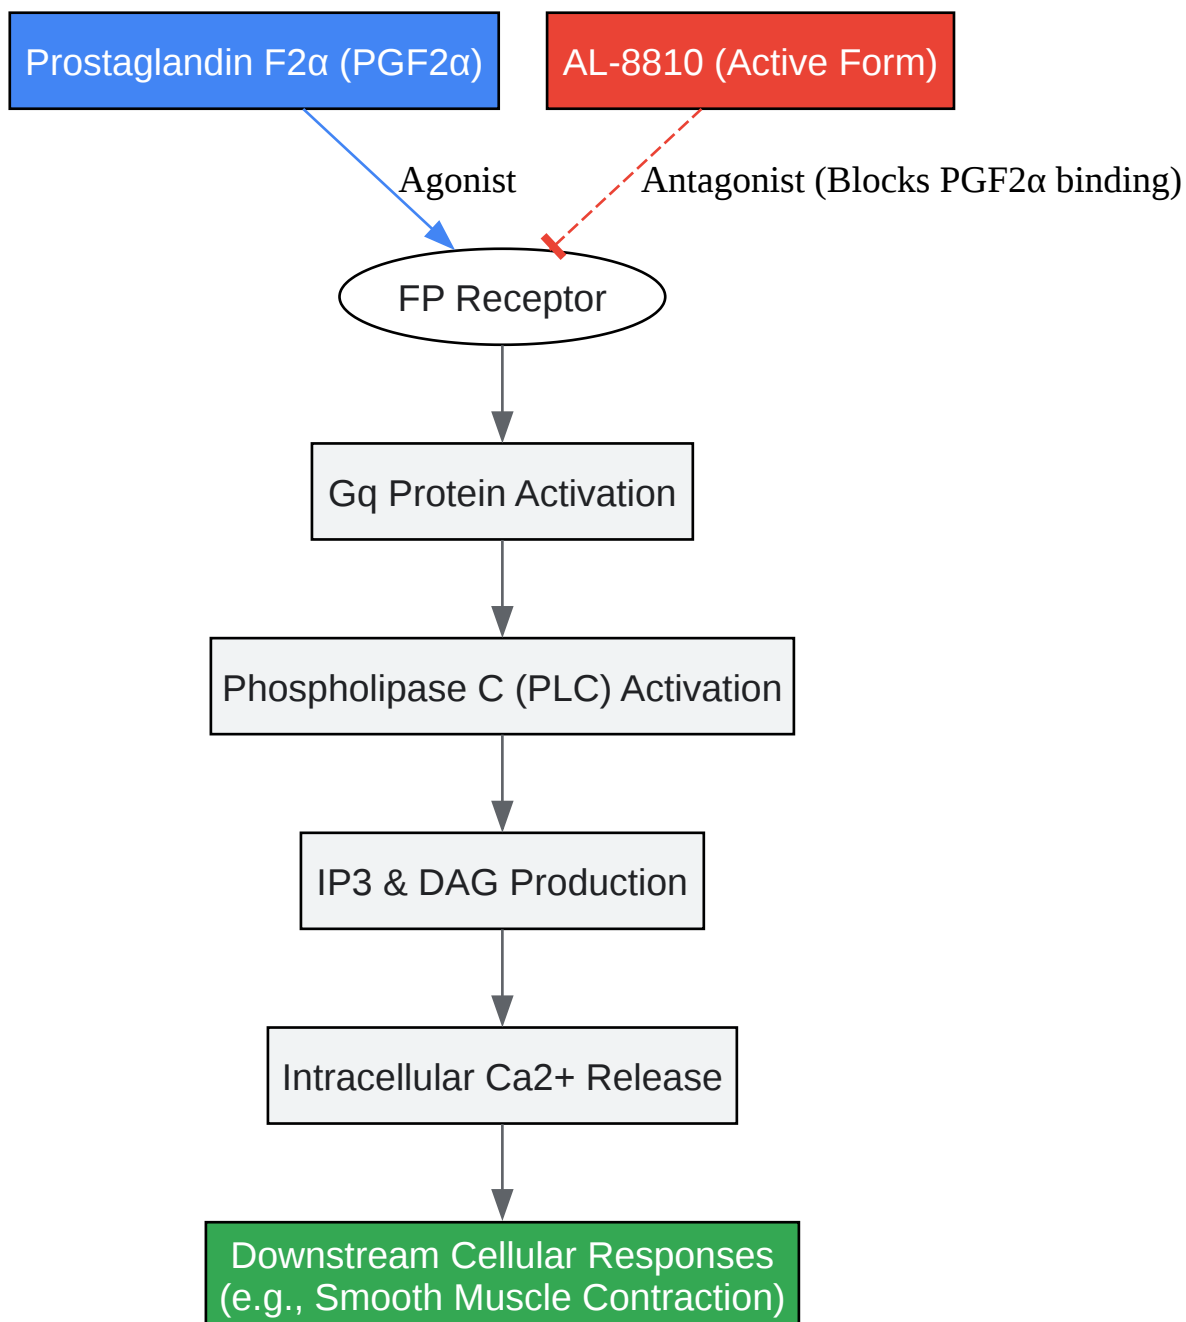 Prostaglandin F2α (PGF2α)
AL-8810 (Active Form)
Agonist
Antagonist (Blocks PGF2α binding)
FP Receptor
Gq Protein Activation
Phospholipase C (PLC) Activation
IP3 & DAG Production
Intracellular Ca2+ Release
Downstream Cellular Responses
(e.g., Smooth Muscle Contraction)